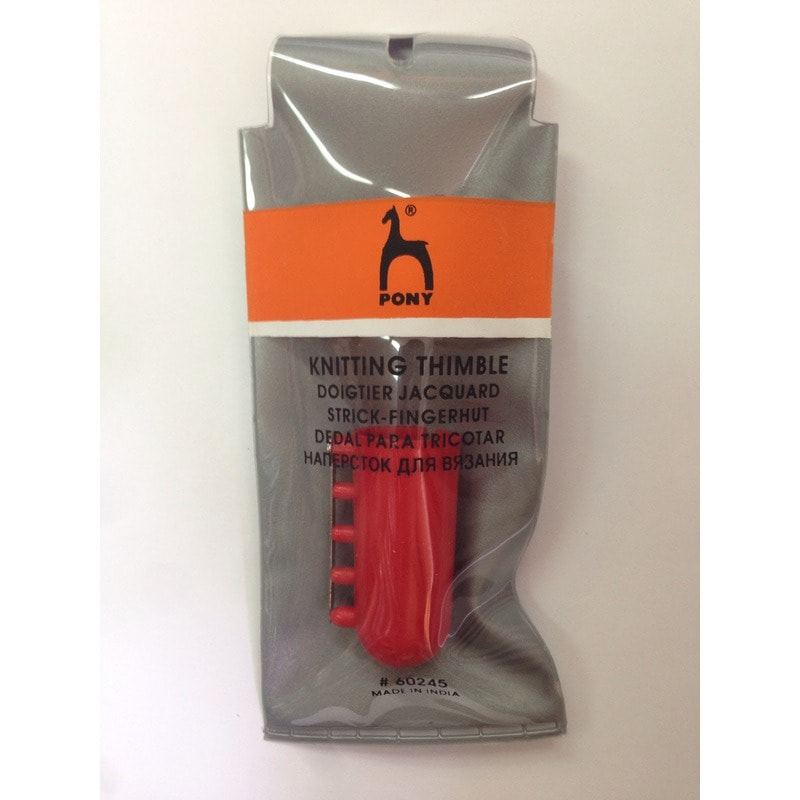 ®
PONY
KNITTING THIMBLE
DOIGTIER JACQUARD
STRICK-FINGERHUT
DEDAL PARA TRICOTAR
НАПЕРСТОК ДЛЯ ВЯЗАНИЯ
# 60245
MADE IN INDIA